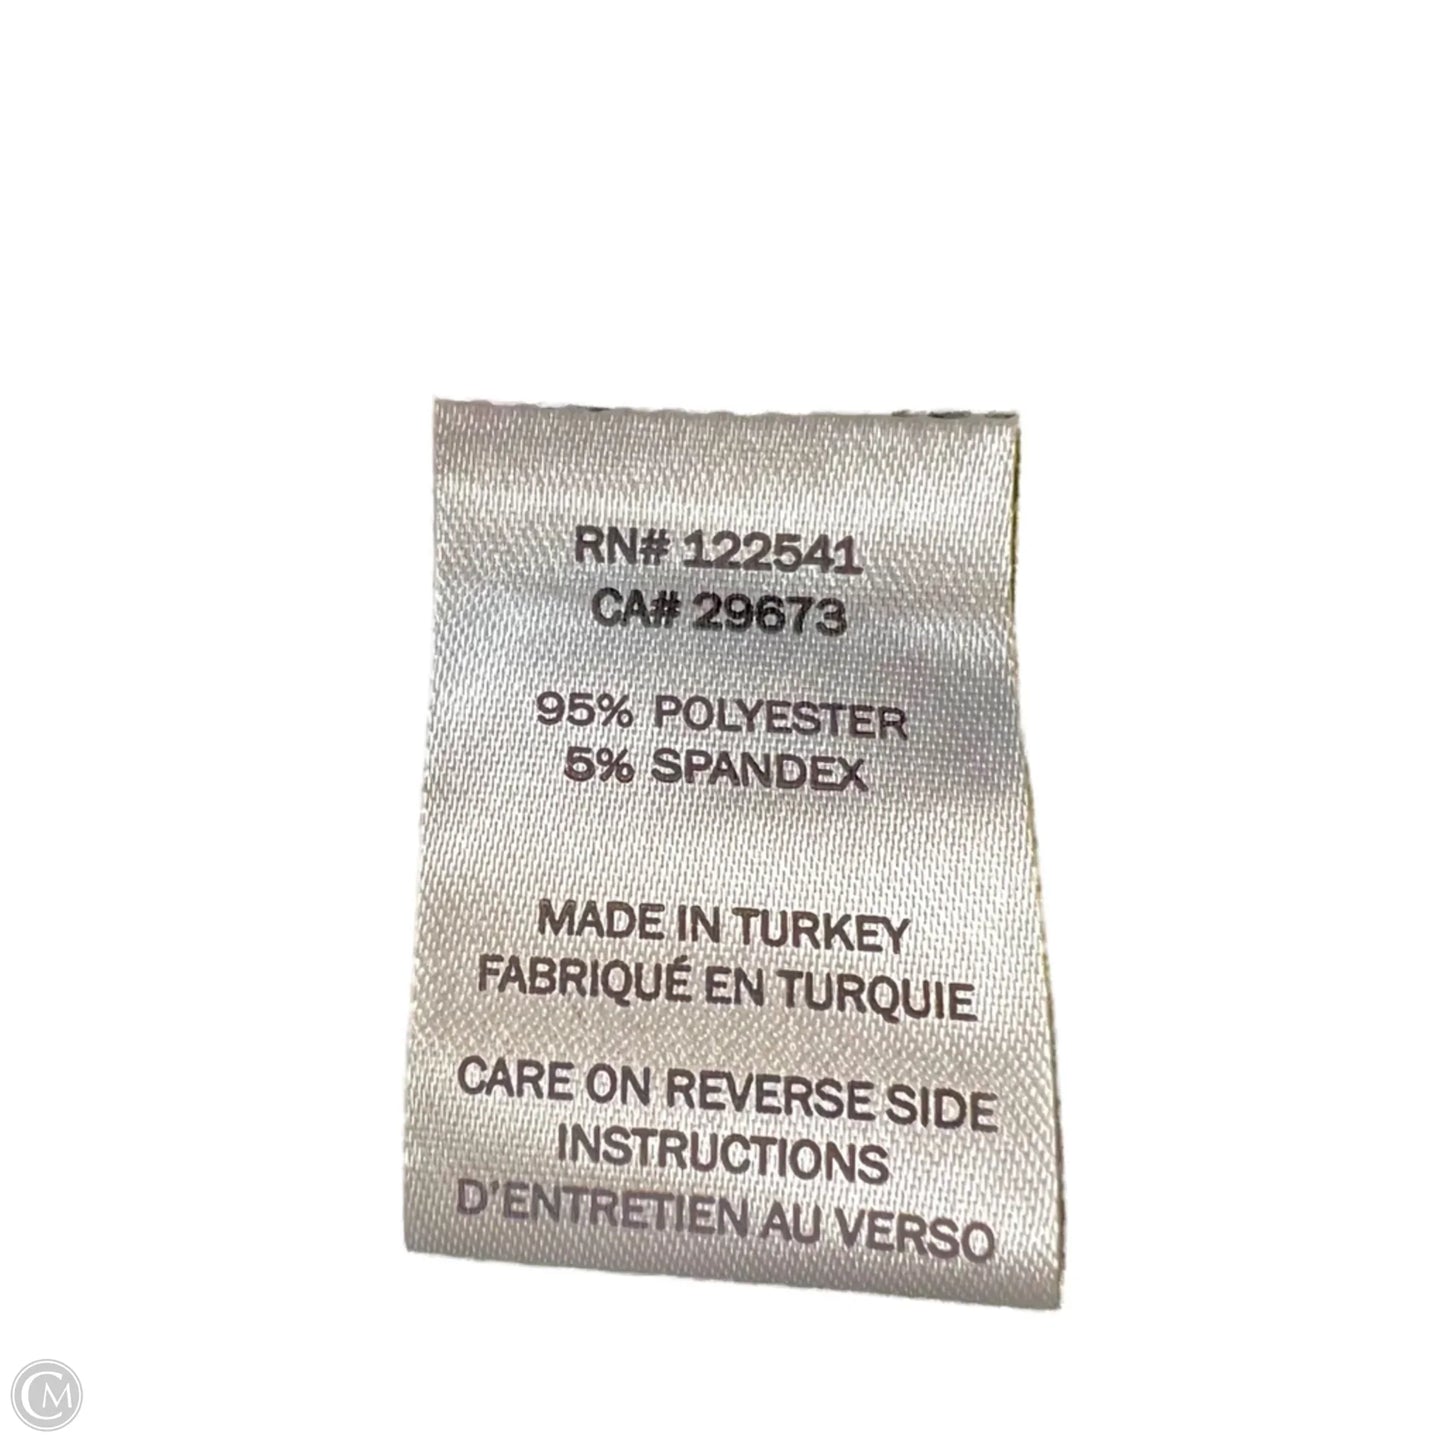 RN# 122541
CA# 29673
95% POLYESTER
5% SPANDEX
MADE IN TURKEY
FABRIQUÉ EN TURQUIE
CARE ON REVERSE SIDE
INSTRUCTIONS
D'ENTRETIEN AU VERSO
CM